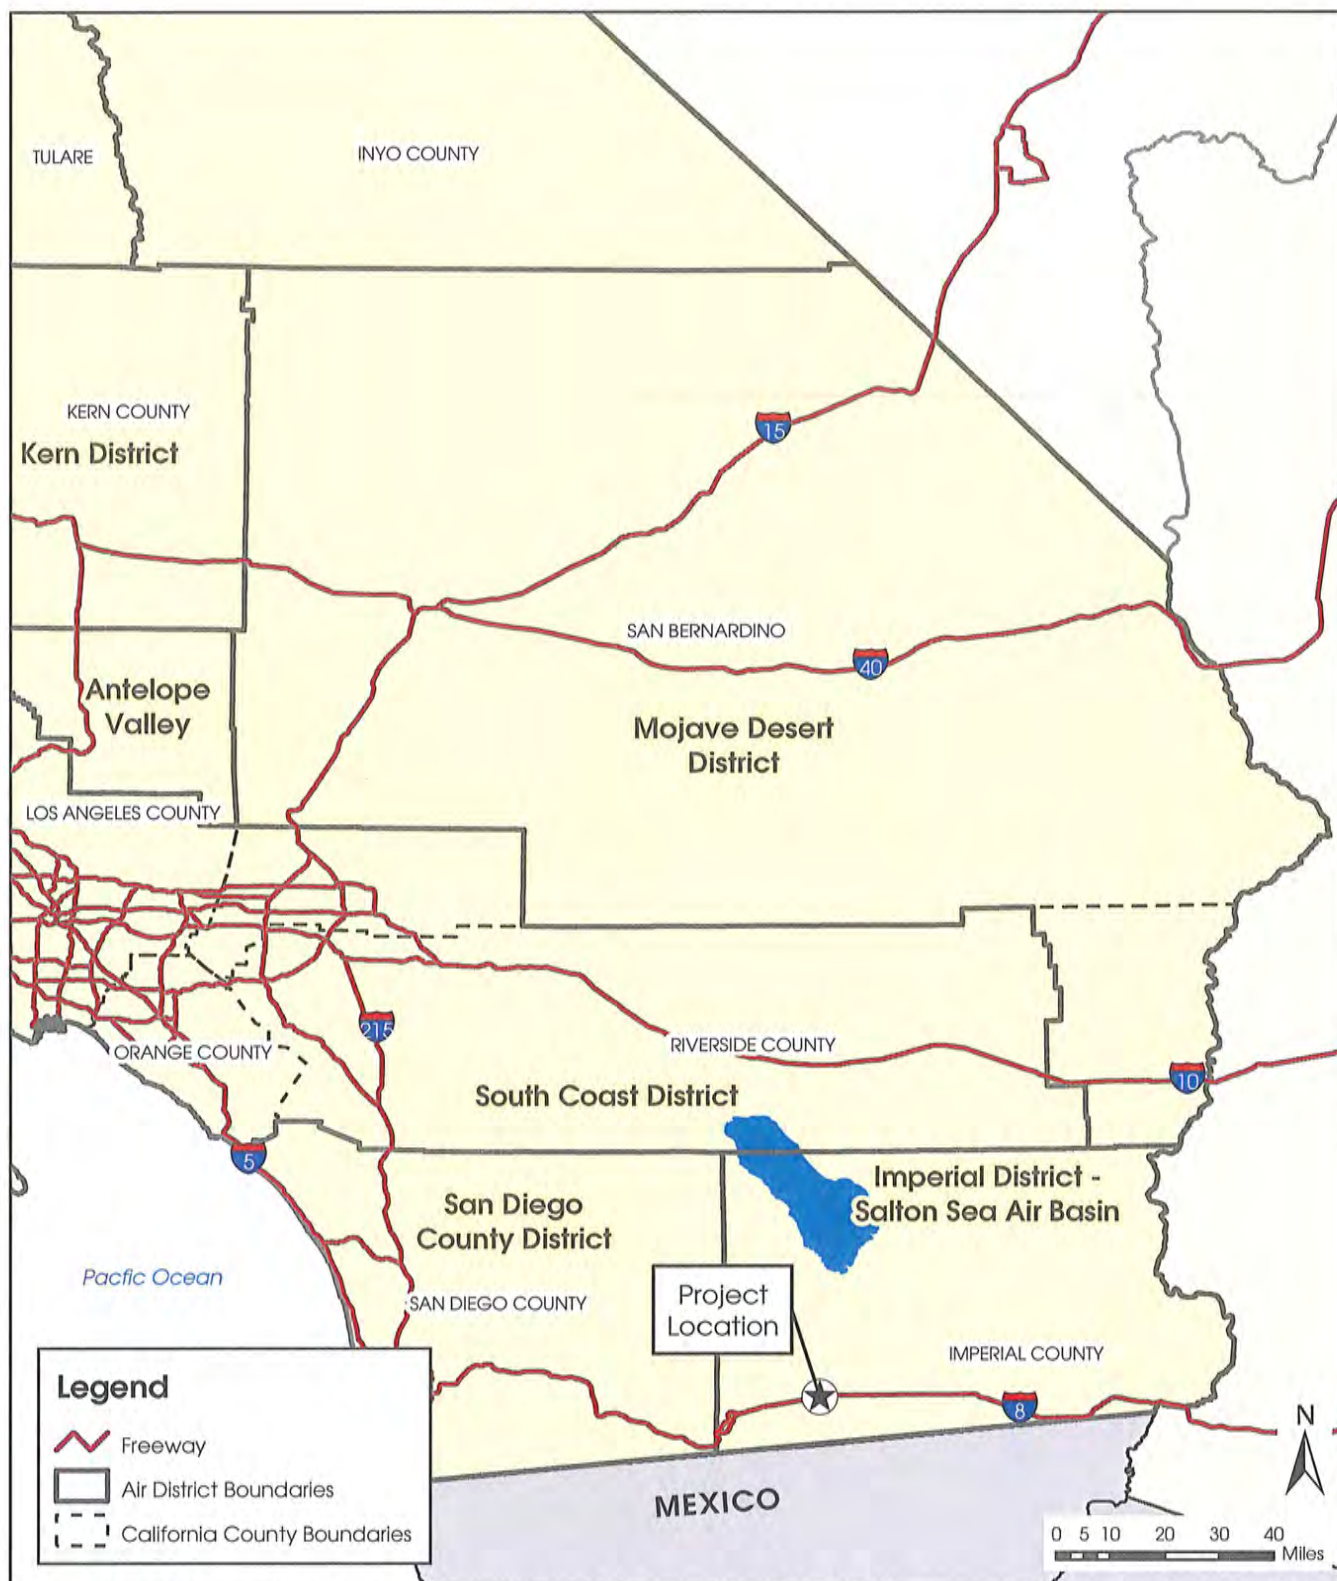 TULARE
INYO COUNTY
KERN COUNTY
Kern District
15
SAN BERNARDINO
40
Antelope
Valley
Mojave Desert
District
LOS ANGELES COUNTY
215
ORANGE COUNTY
RIVERSIDE COUNTY
10
South Coast District
5
Imperial District -
Salton Sea Air Basin
San Diego
County District
Pacfic Ocean
SAN DIEGO COUNTY
Project
Location
IMPERIAL COUNTY
8
Legend
Freeway
Air District Boundaries
California County Boundaries
MEXICO
N
0 5 10 20 30 40
Miles